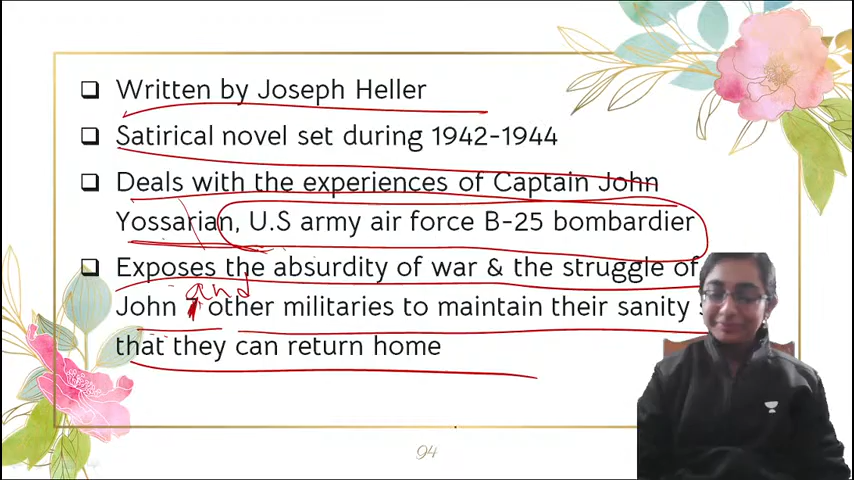 Written by Joseph Heller
Satirical novel set during 1942-1944
Deals with the experiences of Captain John
Yossarian, U.S army air force B-25 bombardier
Exposes the absurdity of war & the struggle of
and
John other militaries to maintain their sanity s
that they can return home
94